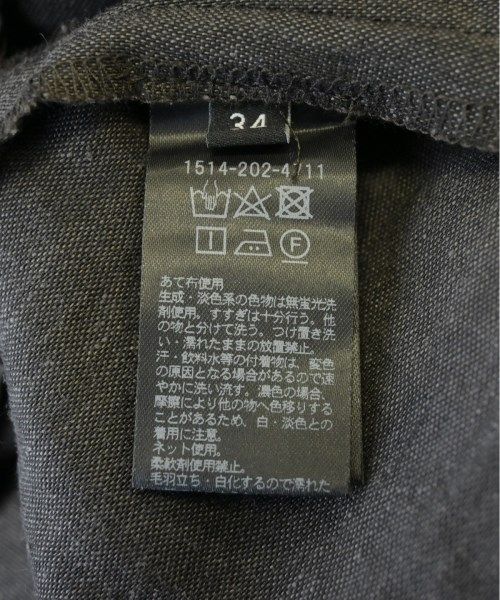 34
1514-202-4711
F
あて布使用
生成・淡色系の色物は無蛍光洗
剤使用。すすぎは十分行う。他
の物と分けて洗う。つけ置き洗
い・濡れたままの放置禁止。
汗・飲料水等の付着物は、変色
の原因となる場合があるので速
やかに洗い流す。濃色の場合、
摩擦により他の物へ色移りする
ことがあるため、白・淡色との
着用に注意。
ネット使用。
柔軟剤使用禁止。
毛羽立ち・白化するので濡れた